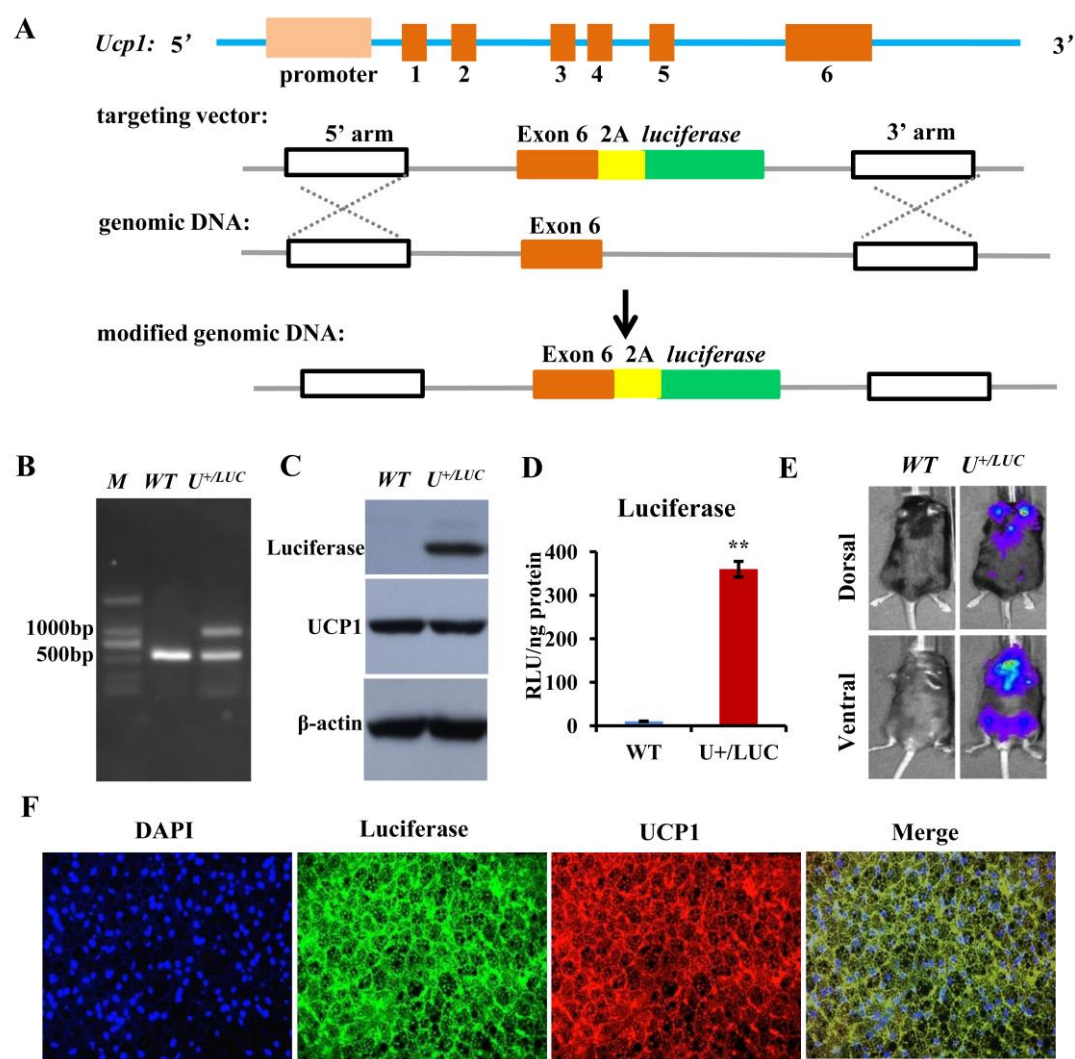 A
Ucp1: 5’ 3’
promoter 1 2 3 4 5 6
targeting vector:
5’ arm Exon 6 2A luciferase 3’ arm
genomic DNA:
Exon 6
modified genomic DNA:
Exon 6 2A luciferase
B
M WT U+/LUC
1000bp
500bp
C
WT U+/LUC
Luciferase
UCP1
β-actin
D
Luciferase
RLU/ng protein
400
300
200
100
0
**
WT U+/LUC
E
WT U+/LUC
Dorsal
Ventral
F
DAPI Luciferase UCP1 Merge